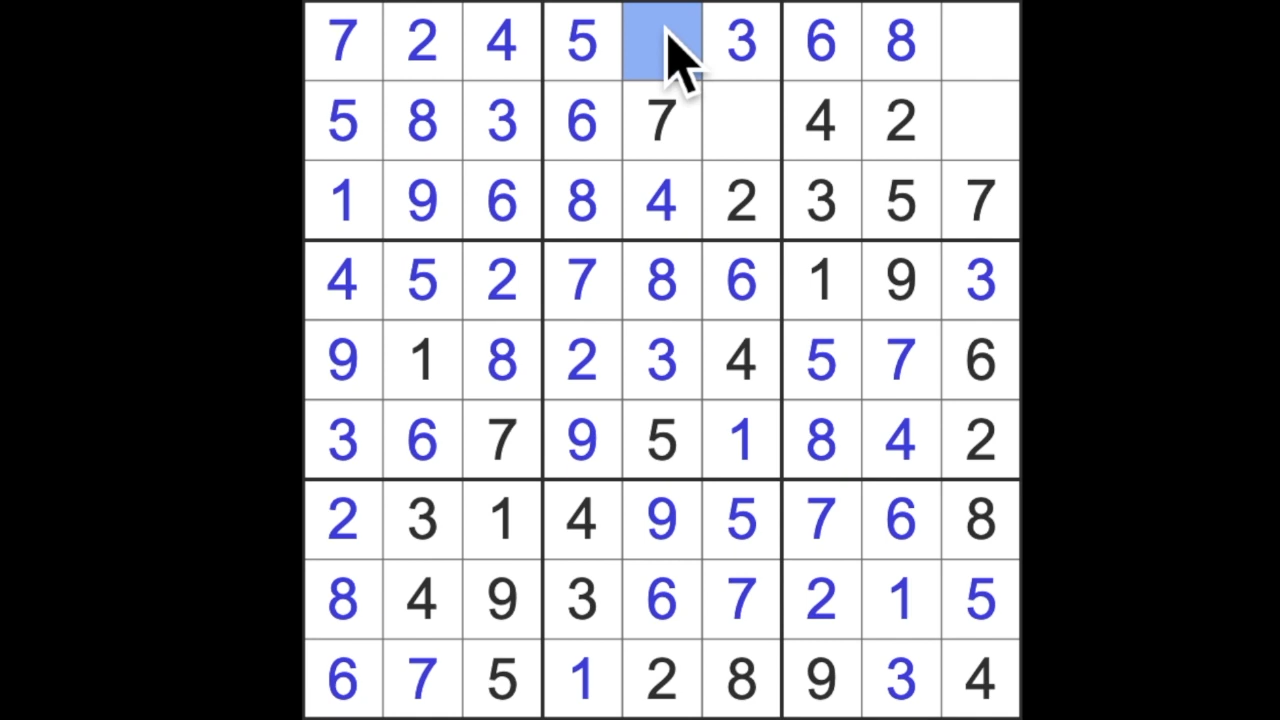 7 2 4 5 3 6 8
5 8 3 6 7 4 2
1 9 6 8 4 2 3 5 7
4 5 2 7 8 6 1 9 3
9 1 8 2 3 4 5 7 6
3 6 7 9 5 1 8 4 2
2 3 1 4 9 5 7 6 8
8 4 9 3 6 7 2 1 5
6 7 5 1 2 8 9 3 4